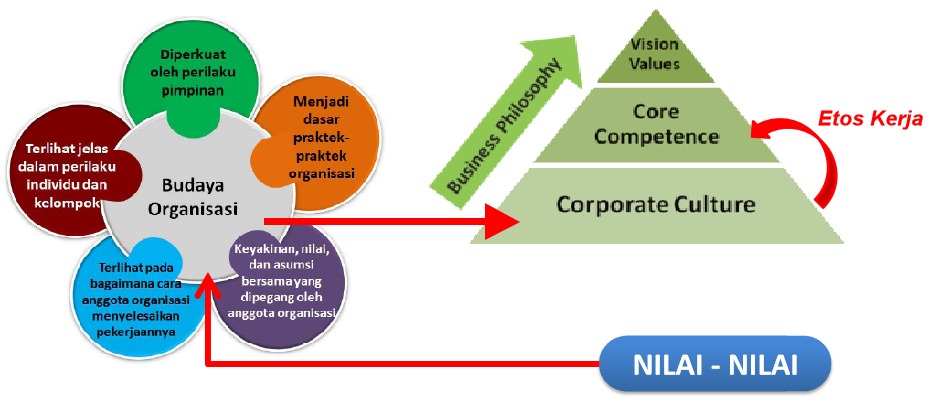 Diperkuat
oleh perilaku
pimpinan
Menjadi
dasar
praktek-
praktek
organisasi
Terlihat jelas
dalam perilaku
individu dan
kelompok
Budaya
Organisasi
Keyakinan, nilai,
dan asumsi
bersama yang
dipegang oleh
anggota organisasi
Terlihat pada
bagaimana cara
anggota organisasi
menyelesaikan
pekerjaannya
Business Philosophy
Vision
Values
Core
Competence
Corporate Culture
Etos Kerja
NILAI - NILAI